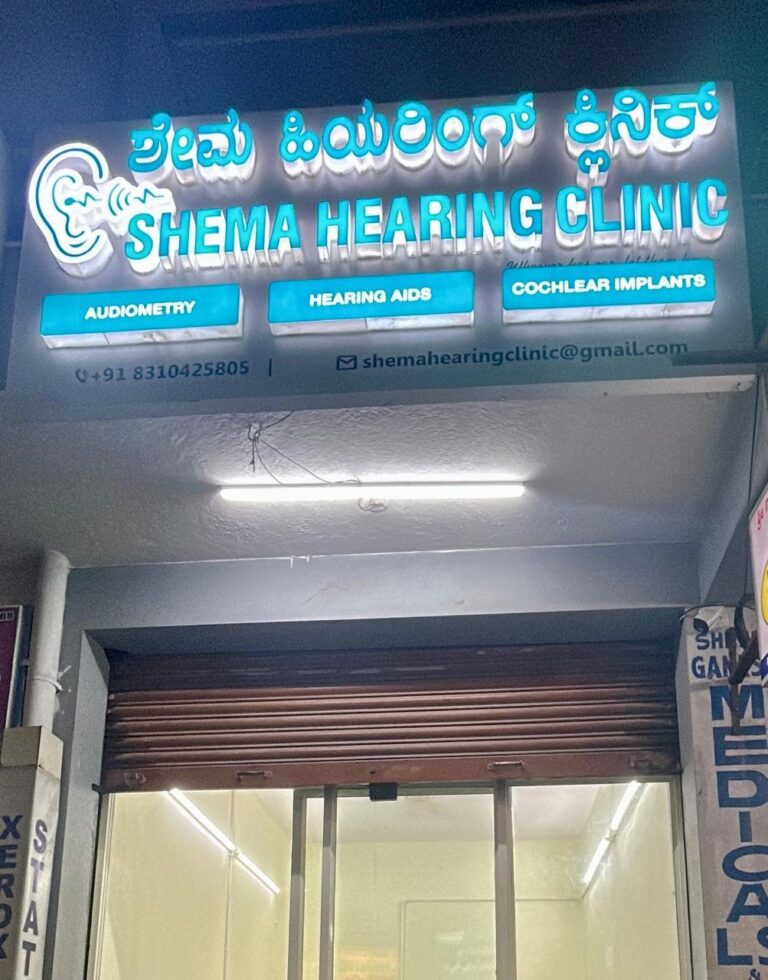 ಶೇಮ ಹಿಯರಿಂಗ್ ಕ್ಲಿನಿಕ್
SHEMA HEARING CLINIC
AUDIOMETRY
HEARING AIDS
COCHLEAR IMPLANTS
+91 8310425805 |
shemahearingclinic@gmail.com
XEROX
STAT
MEDICALS
&